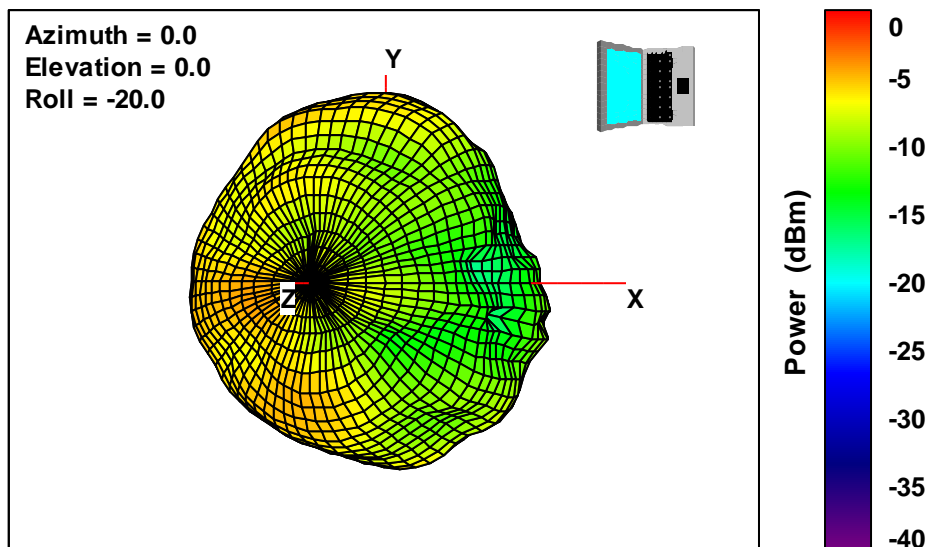 Azimuth = 0.0
Elevation = 0.0
Roll = -20.0
Y
Z
X
Power (dBm)
0
-5
-10
-15
-20
-25
-30
-35
-40